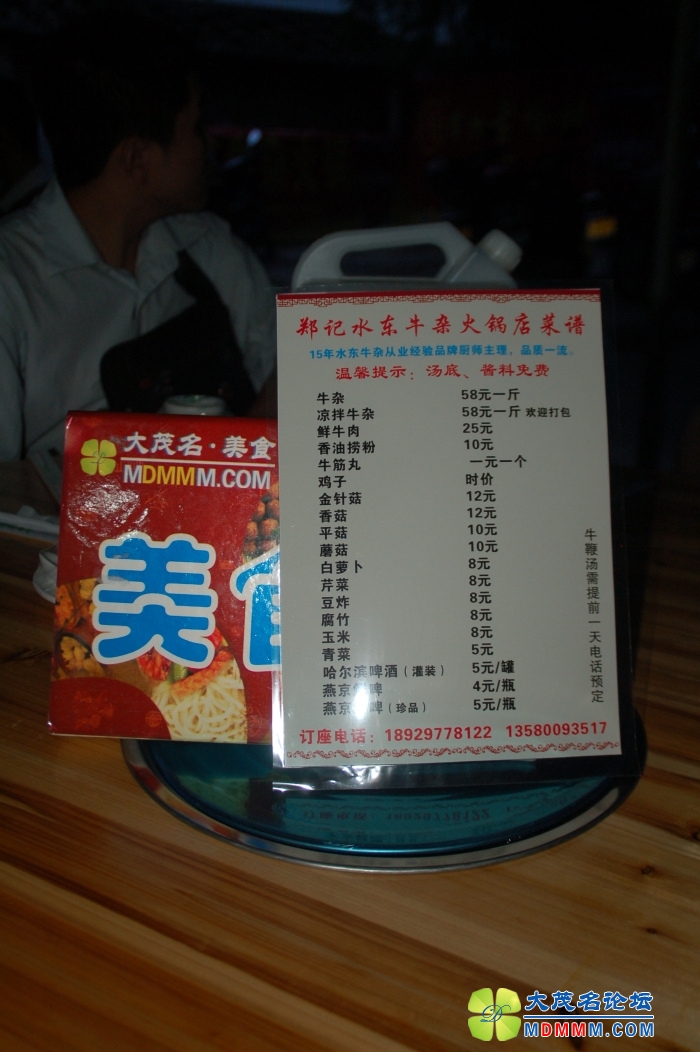 郑记水东牛杂火锅店菜谱
15年水东牛杂从业经验品牌厨师主理，品质一流。
温馨提示：汤底、酱料免费
牛杂 58元一斤
凉拌牛杂 58元一斤 欢迎打包
鲜牛肉 25元
香油捞粉 10元
牛筋丸 一元一个
鸡子 时价
金针菇 12元
香菇 12元
平菇 10元
蘑菇 10元
白萝卜 8元
芹菜 8元
豆炸 8元
腐竹 8元
玉米 8元
青菜 5元
哈尔滨啤酒（灌装） 5元/罐
燕京 啤 4元/瓶
燕京 啤（珍品） 5元/瓶
牛鞭汤需提前一天电话预定
订座电话：18929778122 13580093517
大茂名·美食
MDMMM.COM
美食
大茂名论坛
MDMMM.COM